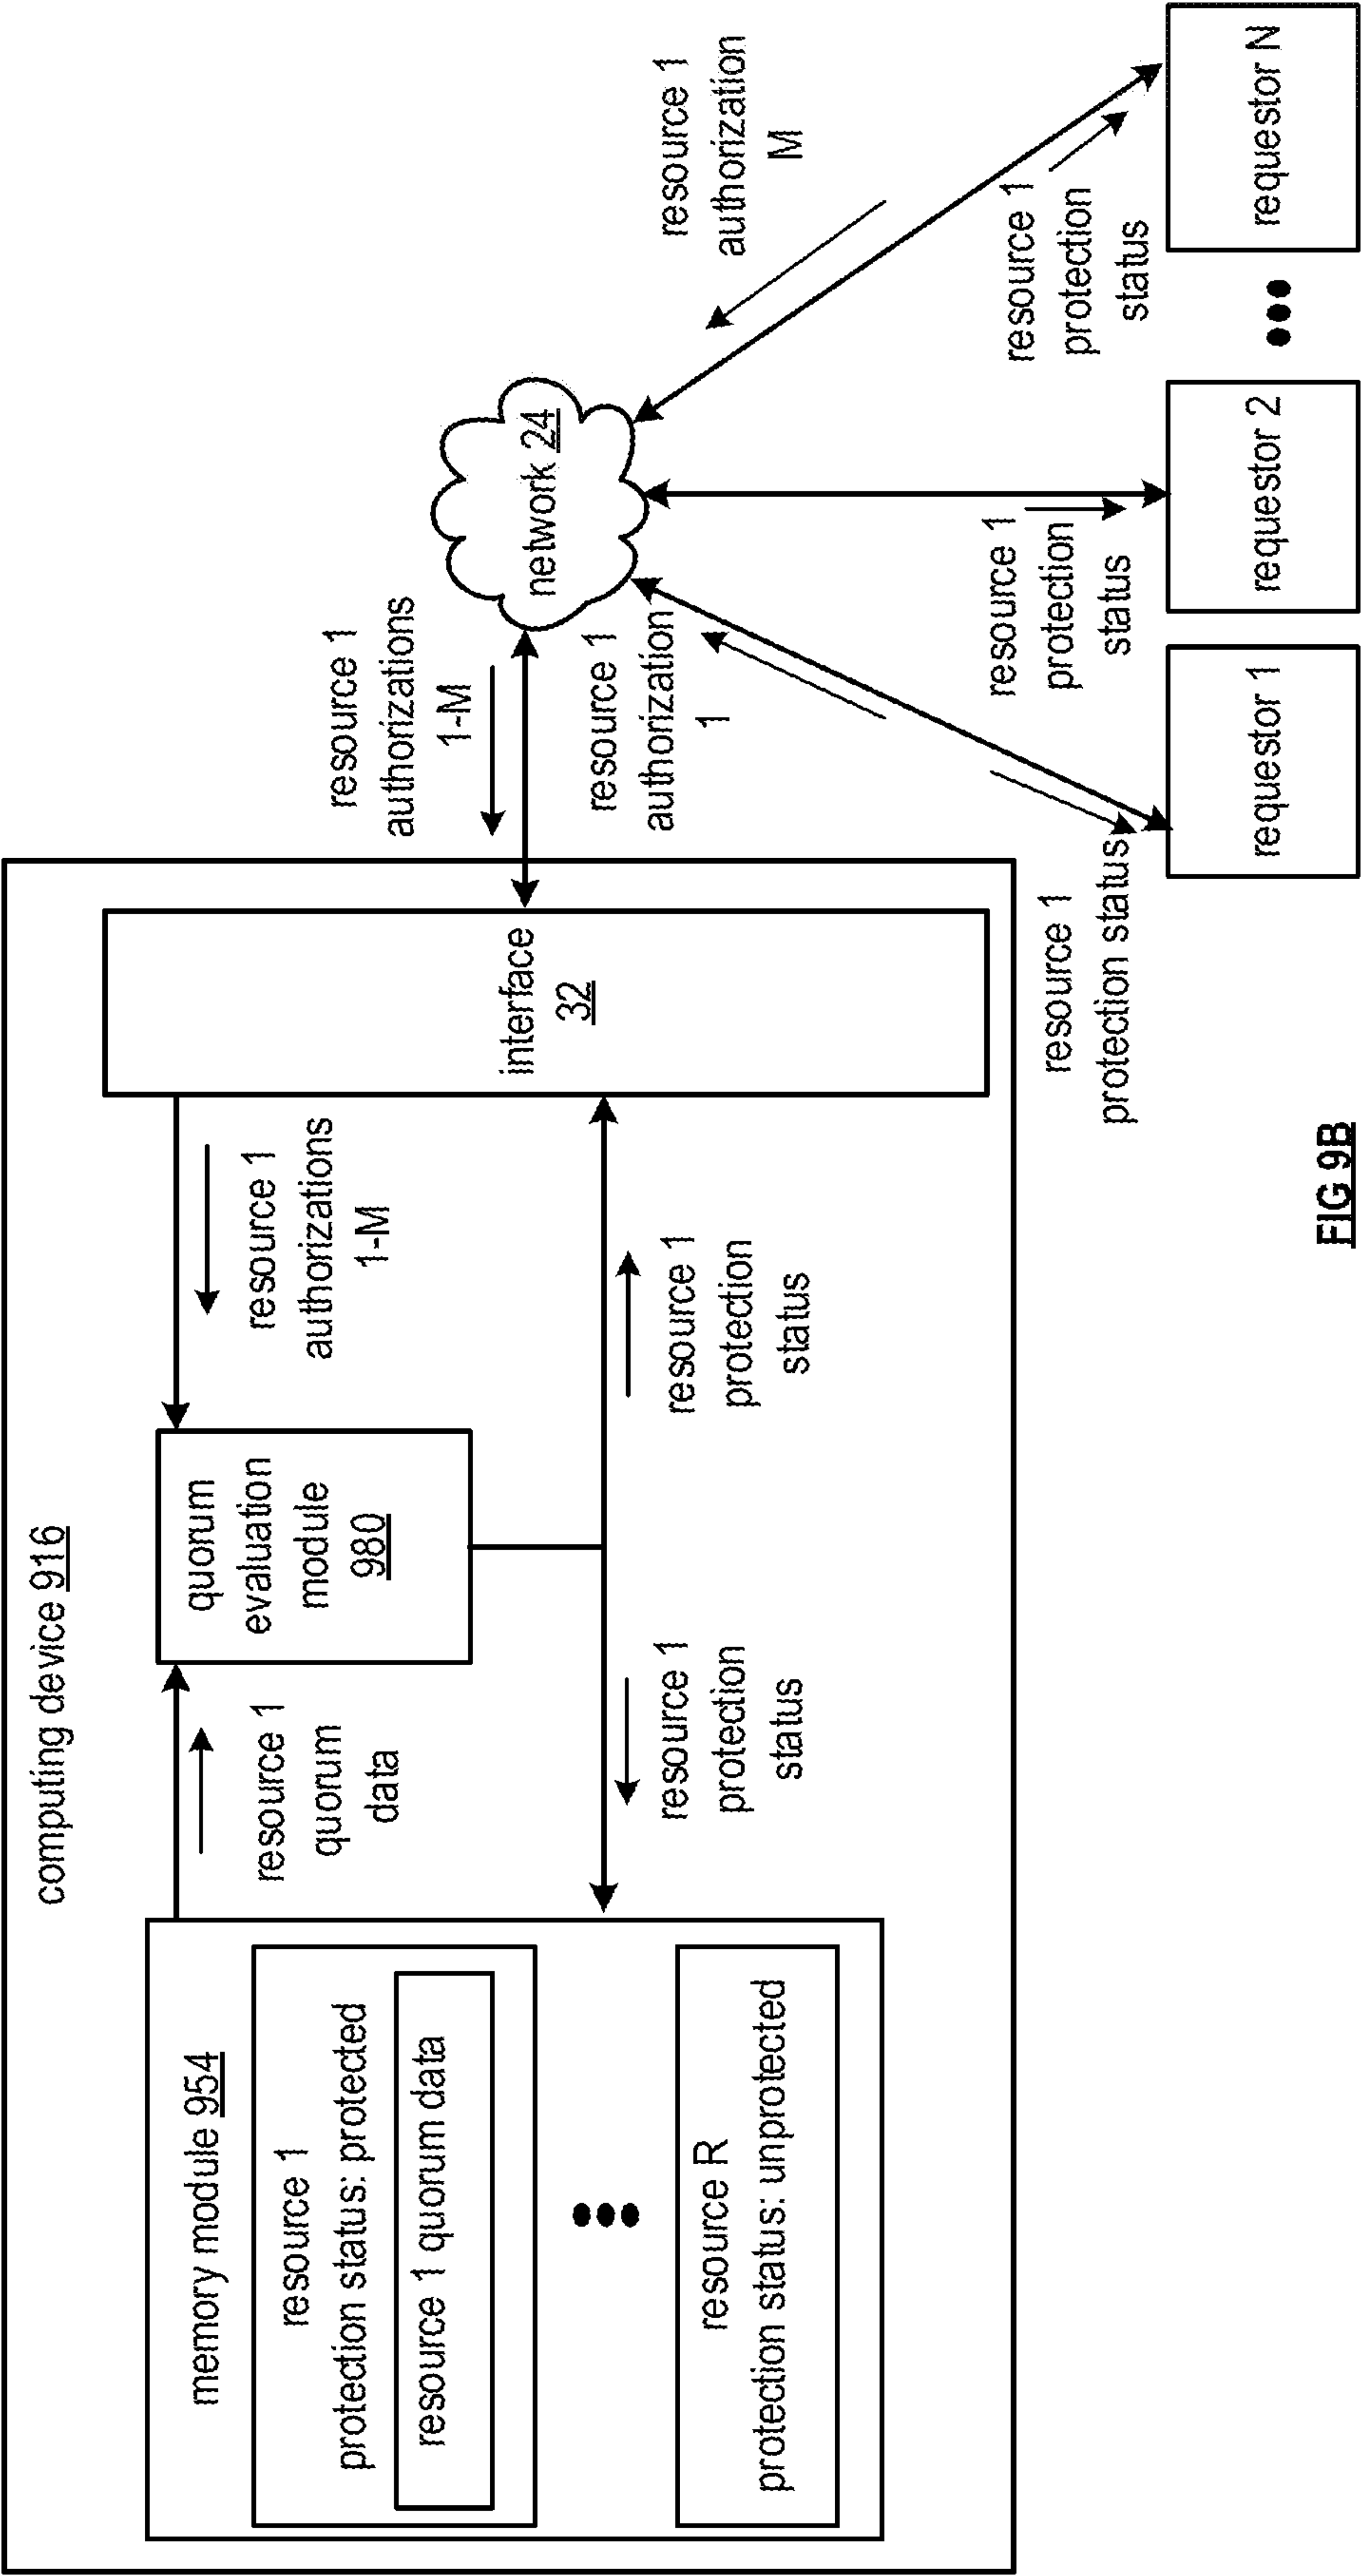 computing device 916
memory module 954
resource 1
protection status: protected
resource 1 quorum data
resource R
protection status: unprotected
resource 1
quorum
data
quorum
evaluation
module
980
resource 1
authorizations
1-M
resource 1
protection
status
resource 1
protection
status
interface
32
resource 1
authorizations
1-M
network 24
resource 1
authorization
1
resource 1
authorization
M
resource 1
protection status
resource 1
protection
status
resource 1
protection
status
requestor 1
requestor 2
requestor N
FIG 9B